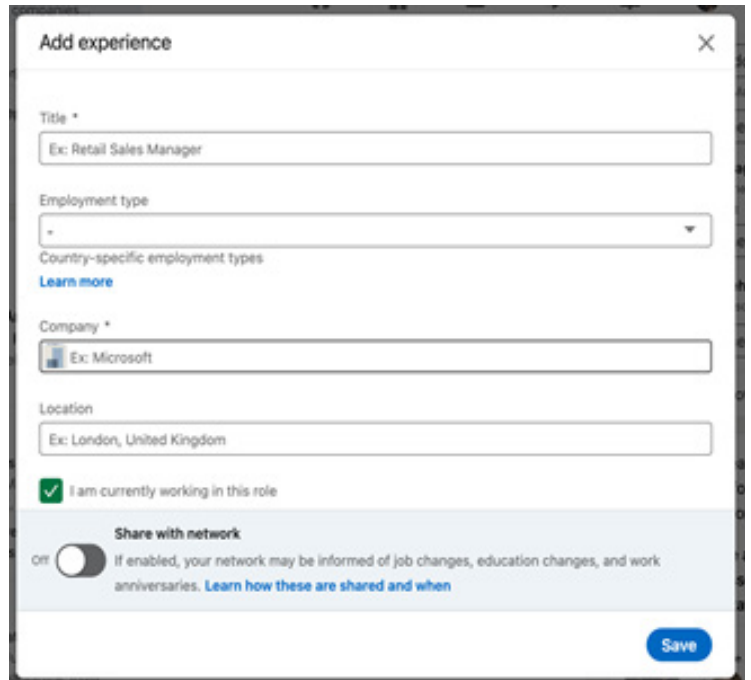 companies...
Add experience
Title *
Ex: Retail Sales Manager
Employment type
-
Country-specific employment types
Learn more
Company *
Ex: Microsoft
Location
Ex: London, United Kingdom
I am currently working in this role
Share with network
Off
If enabled, your network may be informed of job changes, education changes, and work
anniversaries. Learn how these are shared and when
Save